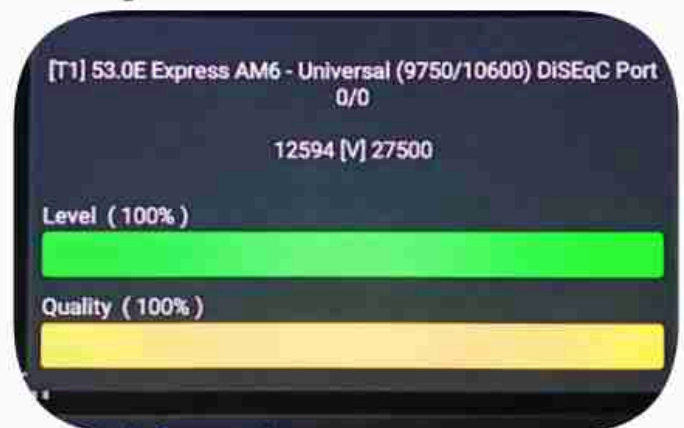 [T1] 53.0E Express AM6 - Universal (9750/10600) DiSEqC Port
0/0
12594 [V] 27500
Level ( 100% )
Quality ( 100% )